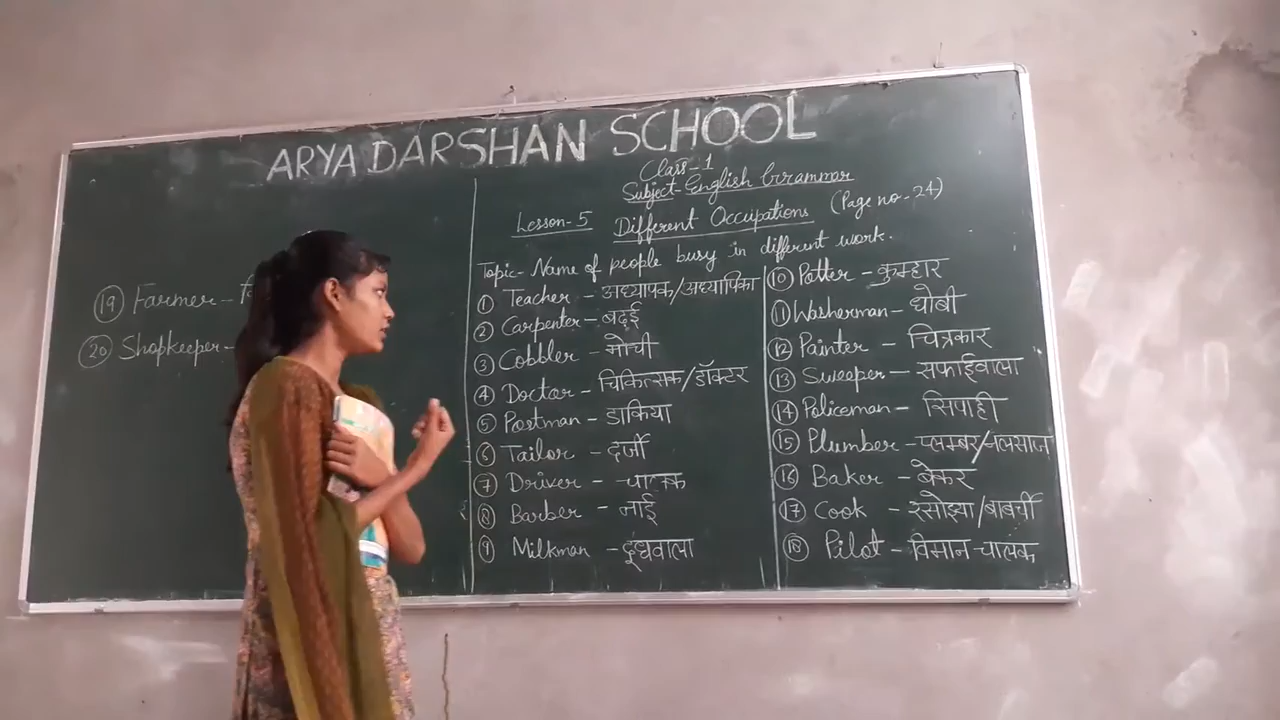 ARYA DARSHAN SCHOOL
Class-1
Subject-English Grammar
Lesson-5 Different Occupations (Page no-24)
Topic-Name of people busy in different work.
① Teacher - अध्यापक/अध्यापिका
② Carpenter - बढ़ई
③ Cobbler - मोची
④ Doctor - चिकित्सक/डॉक्टर
⑤ Postman - डाकिया
⑥ Tailor - दर्जी
⑦ Driver - चालक
⑧ Barber - नाई
⑨ Milkman - दूधवाला
⑩ Potter - कुम्हार
⑪ Washerman - धोबी
⑫ Painter - चित्रकार
⑬ Sweeper - सफाईवाला
⑭ Policeman - सिपाही
⑮ Plumber - प्लम्बर/नलसाज
⑯ Baker - बेकर
⑰ Cook - रसोइया/बाबर्ची
⑱ Pilot - विमान-चालक
⑲ Farmer -
⑳ Shopkeeper -